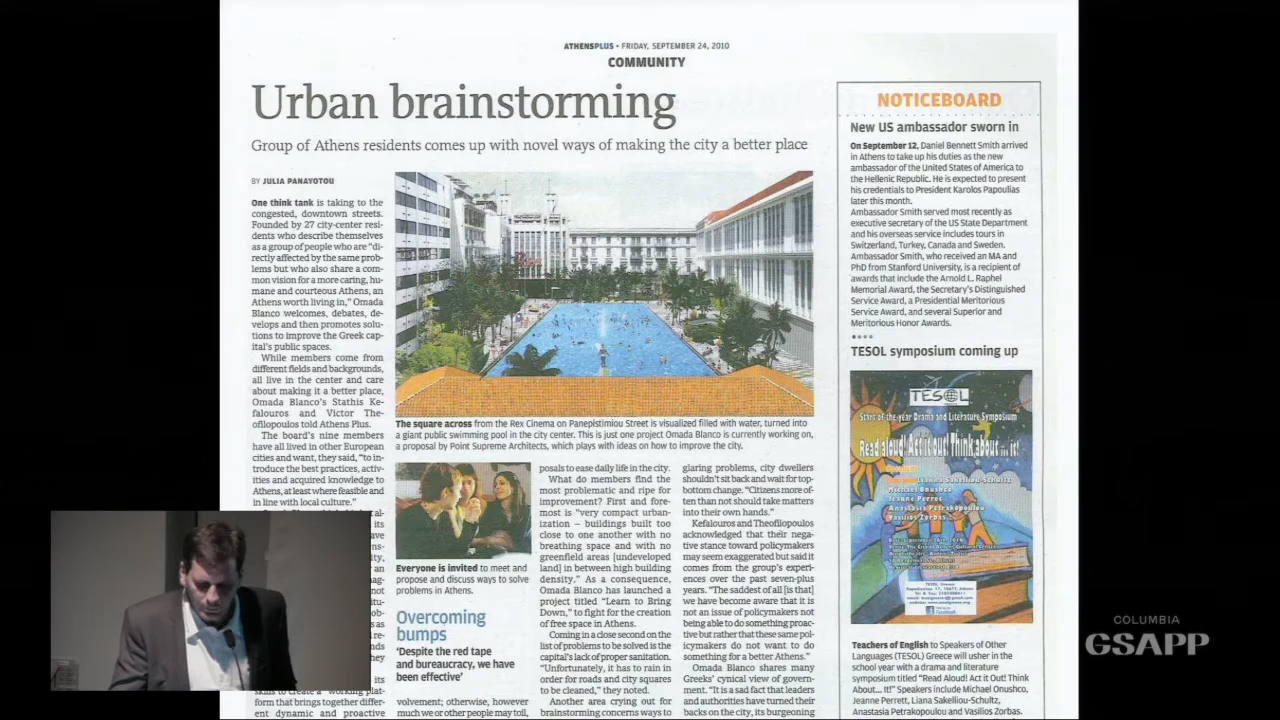 ATHENSPLUS • FRIDAY, SEPTEMBER 24, 2010
COMMUNITY
Urban brainstorming
Group of Athens residents comes up with novel ways of making the city a better place
BY JULIA PANAYOTOU
One think tank is taking to the
congested, downtown streets.
Founded by 27 city-center resi-
dents who describe themselves
as a group of people who are “di-
rectly affected by the same prob-
lems but who also share a com-
mon vision for a more caring, hu-
mane and courteous Athens, an
Athens worth living in,” Omada
Blanco welcomes, debates, de-
velops and then promotes solu-
tions to improve the Greek cap-
ital’s public spaces.
While members come from
different fields and backgrounds,
all live in the center and care
about making it a better place,
Omada Blanco’s Stathis Ke-
falouros and Victor The-
ofilopoulos told Athens Plus.
The board’s nine members
have all lived in other European
cities and want, they said, “to in-
troduce the best practices, activ-
ities and acquired knowledge to
Athens, at least where feasible and
in line with local culture.”
skills to create a “working plat-
form that brings together differ-
ent dynamic and proactive
The square across from the Rex Cinema on Panepistimiou Street is visualized filled with water, turned into
a giant public swimming pool in the city center. This is just one project Omada Blanco is currently working on,
a proposal by Point Supreme Architects, which plays with ideas on how to improve the city.
Everyone is invited to meet and
propose and discuss ways to solve
problems in Athens.
Overcoming
bumps
‘Despite the red tape
and bureaucracy, we have
been effective’
volvement; otherwise, however
much we or other people may toil,
posals to ease daily life in the city.
What do members find the
most problematic and ripe for
improvement? First and fore-
most is “very compact urban-
ization – buildings built too
close to one another with no
breathing space and with no
greenfield areas [undeveloped
land] in between high building
density.” As a consequence,
Omada Blanco has launched a
project titled “Learn to Bring
Down,” to fight for the creation
of free space in Athens.
Coming in a close second on the
list of problems to be solved is the
capital’s lack of proper sanitation.
“Unfortunately, it has to rain in
order for roads and city squares
to be cleaned,” they noted.
Another area crying out for
brainstorming concerns ways to
glaring problems, city dwellers
shouldn’t sit back and wait for top-
bottom change. “Citizens more of-
ten than not should take matters
into their own hands.”
Kefalouros and Theofilopoulos
acknowledged that their nega-
tive stance toward policymakers
may seem exaggerated but said it
comes from the group’s experi-
ences over the past seven-plus
years. “The saddest of all [is that]
we have become aware that it is
not an issue of policymakers not
being able to do something proac-
tive but rather that these same pol-
icymakers do not want to do
something for a better Athens.”
Omada Blanco shares many
Greeks’ cynical view of govern-
ment. “It is a sad fact that leaders
and authorities have turned their
backs on the city, its burgeoning
NOTICEBOARD
New US ambassador sworn in
On September 12, Daniel Bennett Smith arrived
in Athens to take up his duties as the new
ambassador of the United States of America to
the Hellenic Republic. He is expected to present
his credentials to President Karolos Papoulias
later this month.
Ambassador Smith served most recently as
executive secretary of the US State Department
and his overseas service includes tours in
Switzerland, Turkey, Canada and Sweden.
Ambassador Smith, who received an MA and
PhD from Stanford University, is a recipient of
awards that include the Arnold L. Raphel
Memorial Award, the Secretary’s Distinguished
Service Award, a Presidential Meritorious
Service Award, and several Superior and
Meritorious Honor Awards.
TESOL symposium coming up
TESOL
Start-of-the-year Drama and Literature Symposium
Read aloud! Act it out! Think about ... it!
Liana Sakelliou-Schultz
Michael Onushco
Jeanne Perret
Anastasia Petrakopoulou
Vasilios Zorbas
Teachers of English to Speakers of Other
Languages (TESOL) Greece will usher in the
school year with a drama and literature
symposium titled “Read Aloud! Act it Out! Think
About... It!” Speakers include Michael Onushco,
Jeanne Perrett, Liana Sakelliou-Schultz,
Anastasia Petrakopoulou and Vasilios Zorbas.
COLUMBIA
GSAPP